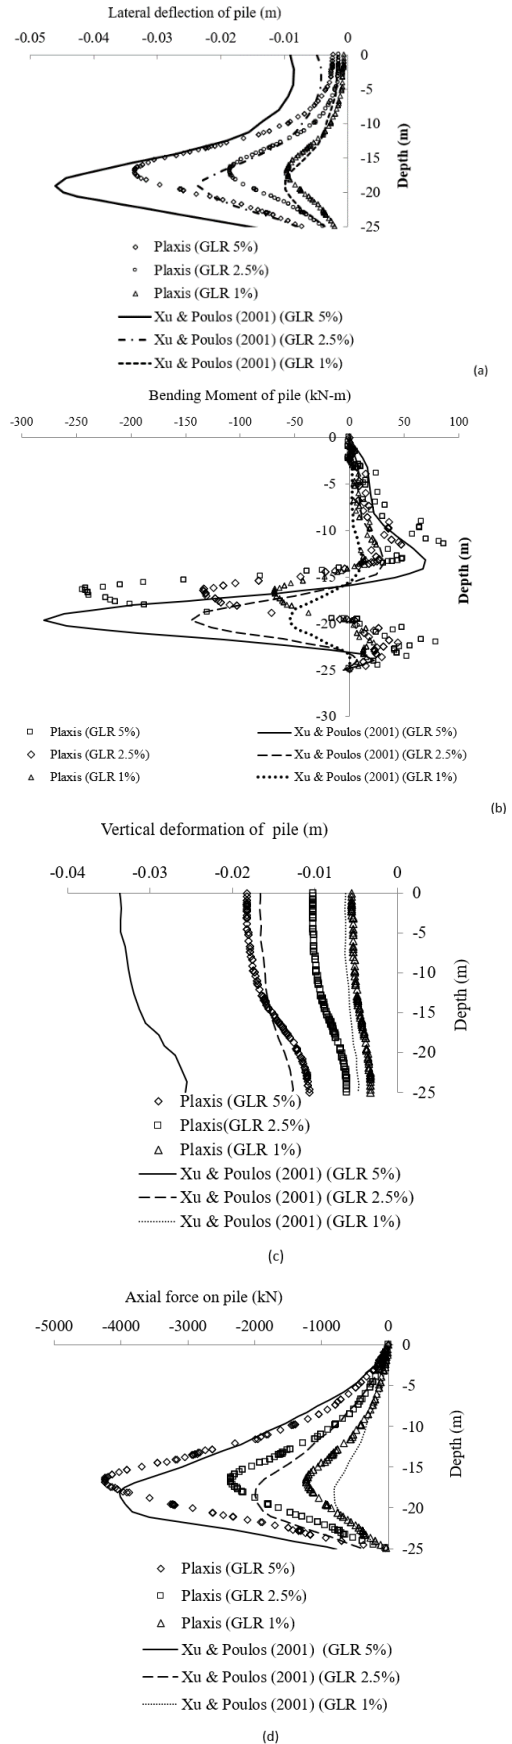 Lateral deflection of pile (m)
-0.05 -0.04 -0.03 -0.02 -0.01 0
0
-5
-10
-15
-20
-25
Depth (m)
Plaxis (GLR 5%)
Plaxis (GLR 2.5%)
Plaxis (GLR 1%)
Xu & Poulos (2001) (GLR 5%)
Xu & Poulos (2001) (GLR 2.5%)
Xu & Poulos (2001) (GLR 1%)
(a)
Bending Moment of pile (kN-m)
-300 -250 -200 -150 -100 -50 0 50 100
0
-5
-10
-15
-20
-25
-30
Depth (m)
Plaxis (GLR 5%) Xu & Poulos (2001) (GLR 5%)
Plaxis (GLR 2.5%) Xu & Poulos (2001) (GLR 2.5%)
Plaxis (GLR 1%) Xu & Poulos (2001) (GLR 1%)
(b)
Vertical deformation of pile (m)
-0.04 -0.03 -0.02 -0.01 0
0
-5
-10
-15
-20
-25
Depth (m)
Plaxis (GLR 5%)
Plaxis(GLR 2.5%)
Plaxis (GLR 1%)
Xu & Poulos (2001) (GLR 5%)
Xu & Poulos (2001) (GLR 2.5%)
Xu & Poulos (2001) (GLR 1%)
(c)
Axial force on pile (kN)
-5000 -4000 -3000 -2000 -1000 0
0
-5
-10
-15
-20
-25
Depth (m)
Plaxis (GLR 5%)
Plaxis (GLR 2.5%)
Plaxis (GLR 1%)
Xu & Poulos (2001) (GLR 5%)
Xu & Poulos (2001) (GLR 2.5%)
Xu & Poulos (2001) (GLR 1%)
(d)